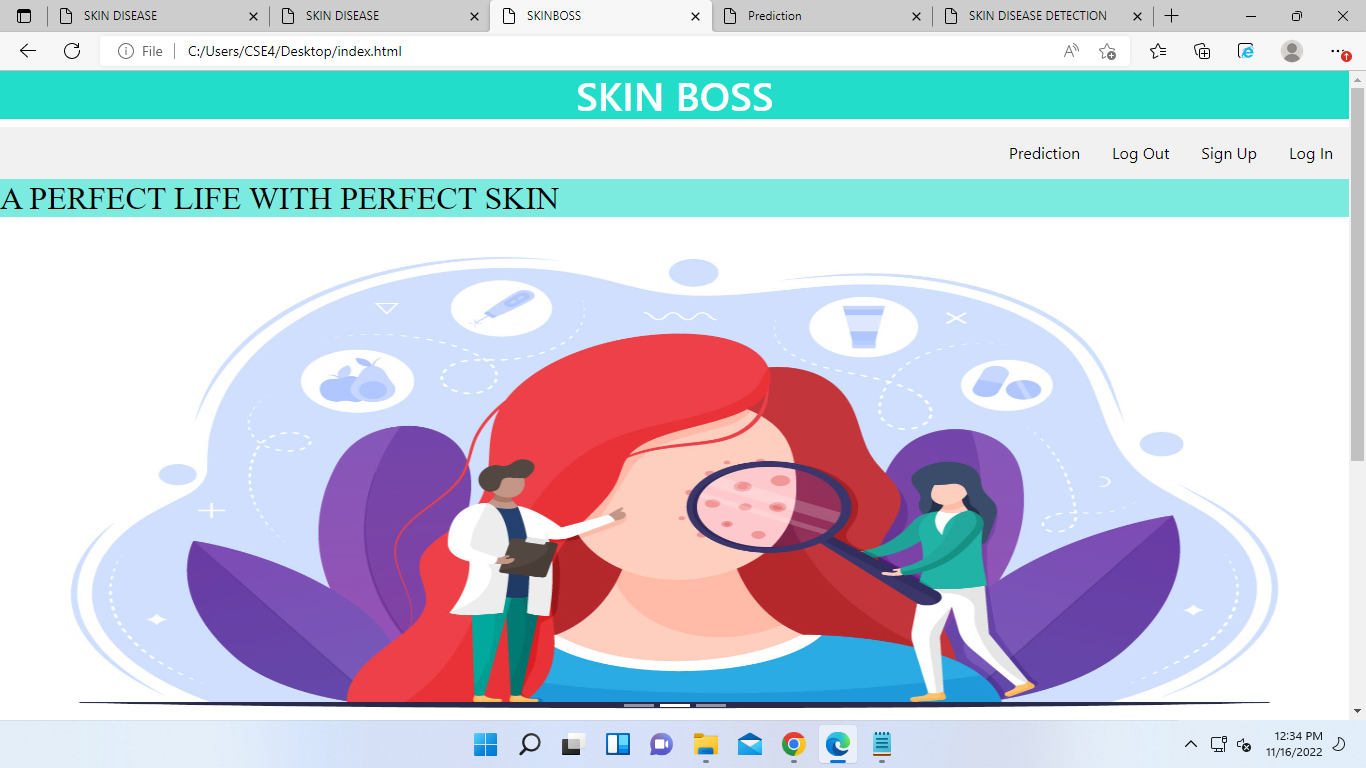 SKIN DISEASE
SKIN DISEASE
SKINBOSS
Prediction
SKIN DISEASE DETECTION
File
C:/Users/CSE4/Desktop/index.html
SKIN BOSS
Prediction
Log Out
Sign Up
Log In
A PERFECT LIFE WITH PERFECT SKIN
12:34 PM
11/16/2022